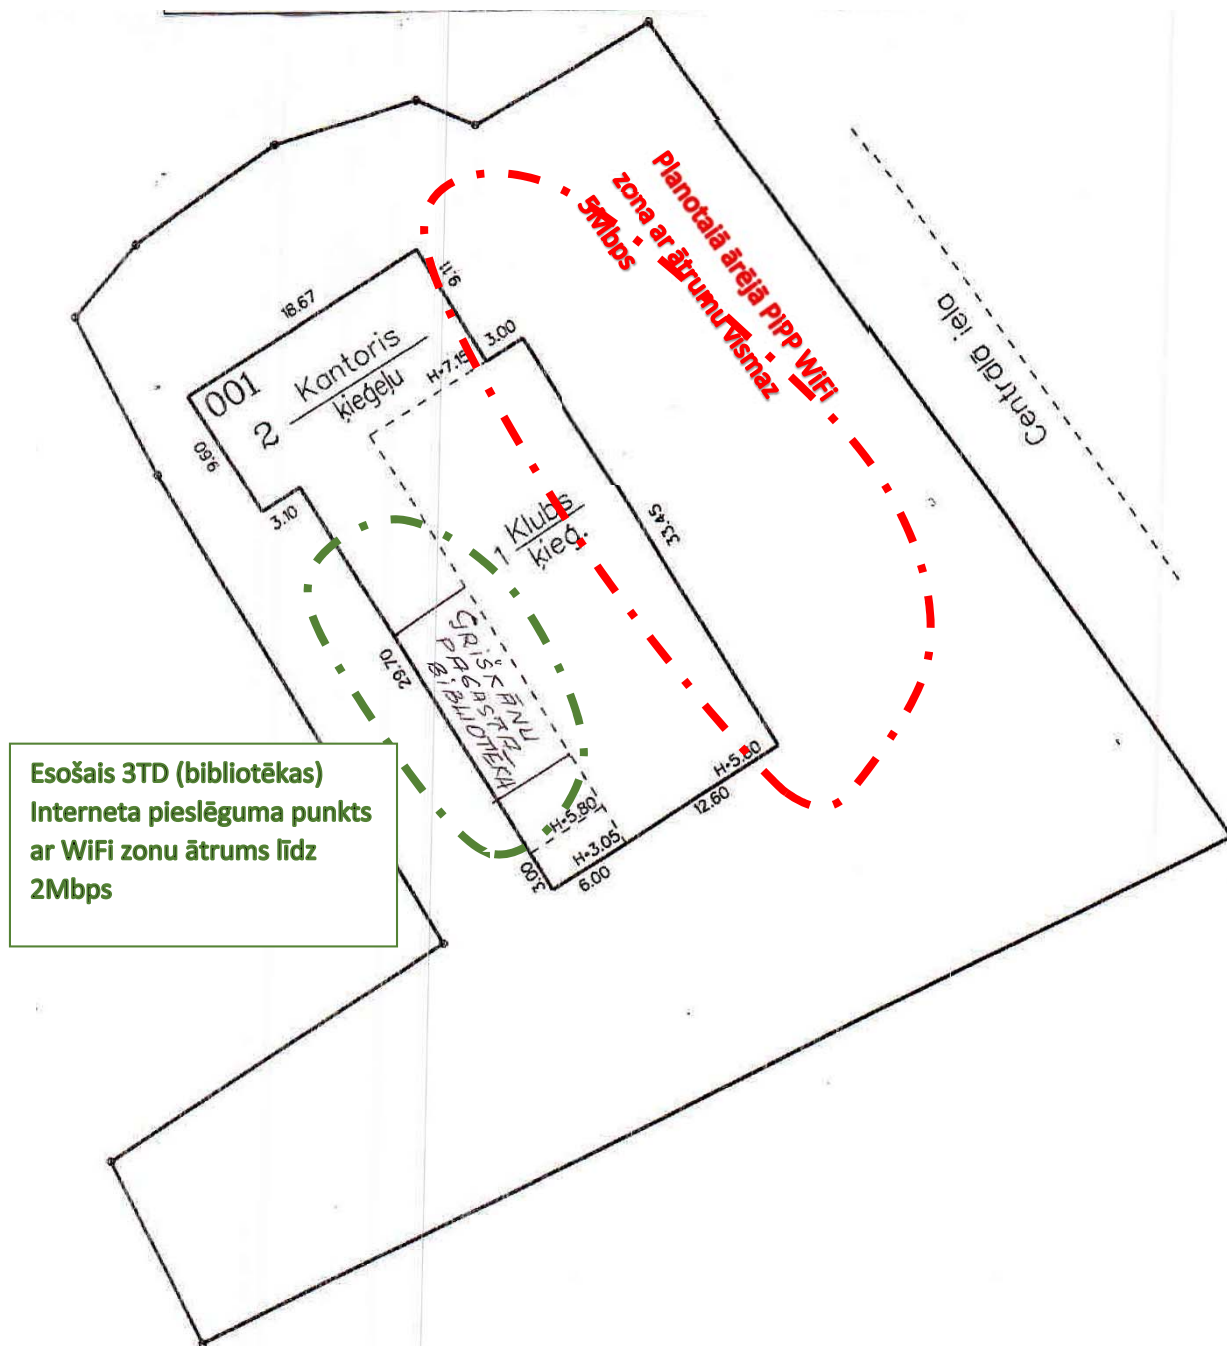 Planotalā ārējā PIPP WiFi
zona ar ātrumu vismaz
5Mbps
Centrālā iela
18.67
9.11
3.00
H=7.15
001
2 Kantoris
ķieģeļu
9.60
3.10
1 Klubs
ķieģ.
33.45
29.70
GRIŠKĀNU
PAGASTA
BIBLIOTEKA
H=5.80
H=5.80
12.60
H=3.05
3.00
6.00
Esošais 3TD (bibliotēkas)
Interneta pieslēguma punkts
ar WiFi zonu ātrums līdz
2Mbps